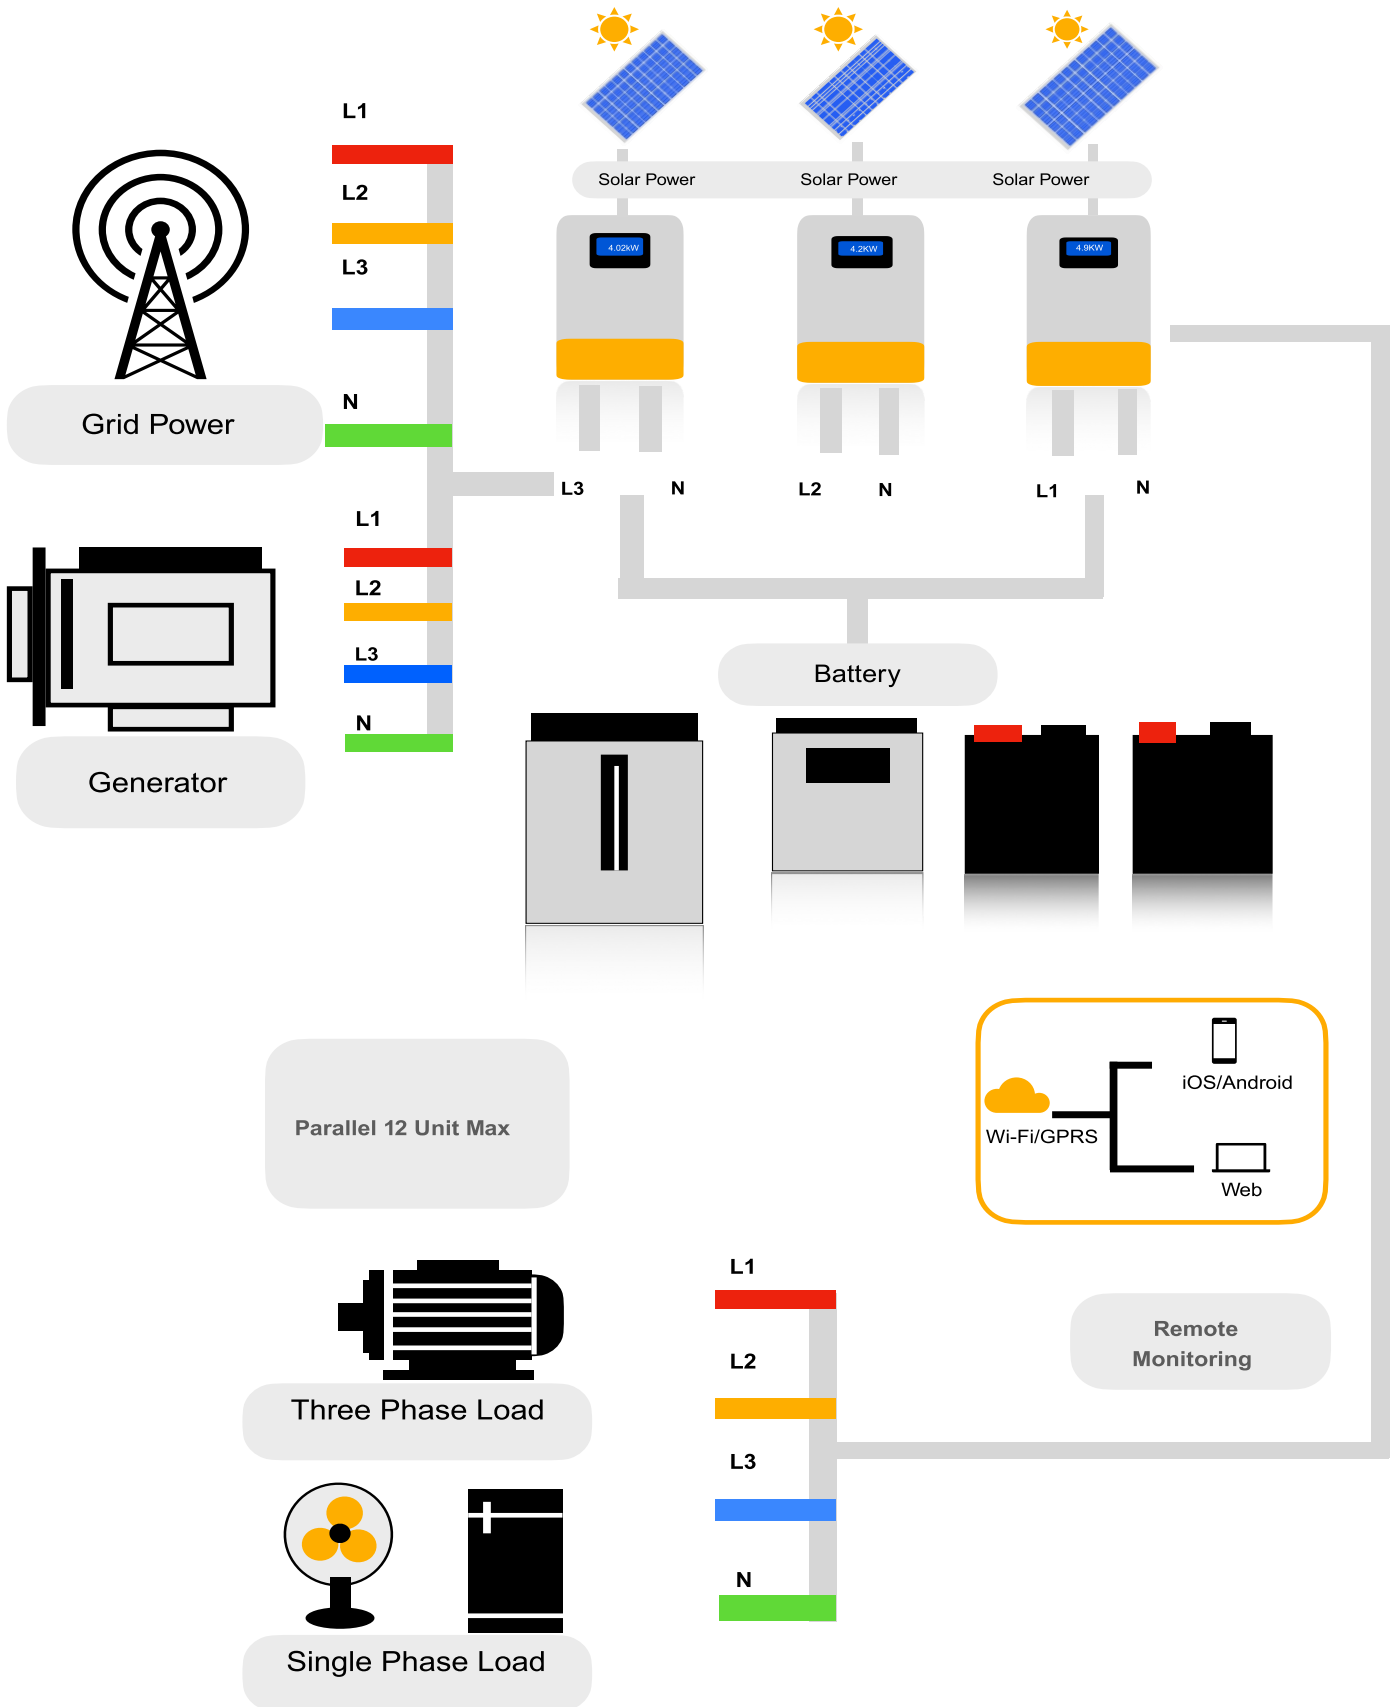 L1
L2
L3
N
Grid Power
L1
L2
L3
N
Generator
Solar Power
Solar Power
Solar Power
4.02kW
4.2KW
4.9KW
L3
N
L2
N
L1
N
Battery
Parallel 12 Unit Max
iOS/Android
Wi-Fi/GPRS
Web
Remote
Monitoring
Three Phase Load
Single Phase Load
L1
L2
L3
N